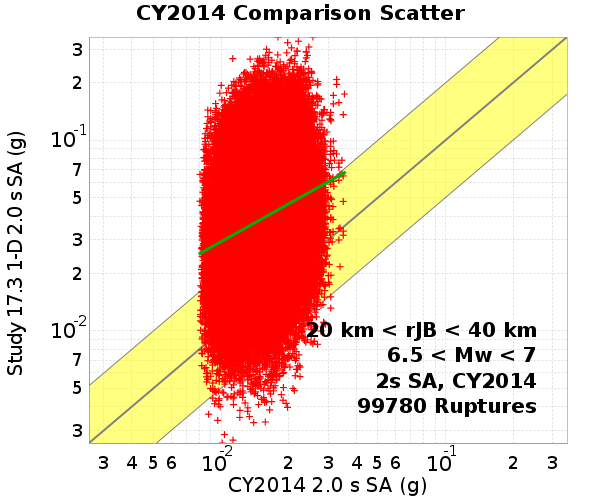 CY2014 Comparison Scatter
Study 17.3 1-D 2.0 s SA (g)
3
2
10-1
7
5
3
2
10-2
7
5
3
20 km < rJB < 40 km
6.5 < Mw < 7
2s SA, CY2014
99780 Ruptures
3 4 5 6 10-2 2 3 4 5 6 10-1 2 3
CY2014 2.0 s SA (g)